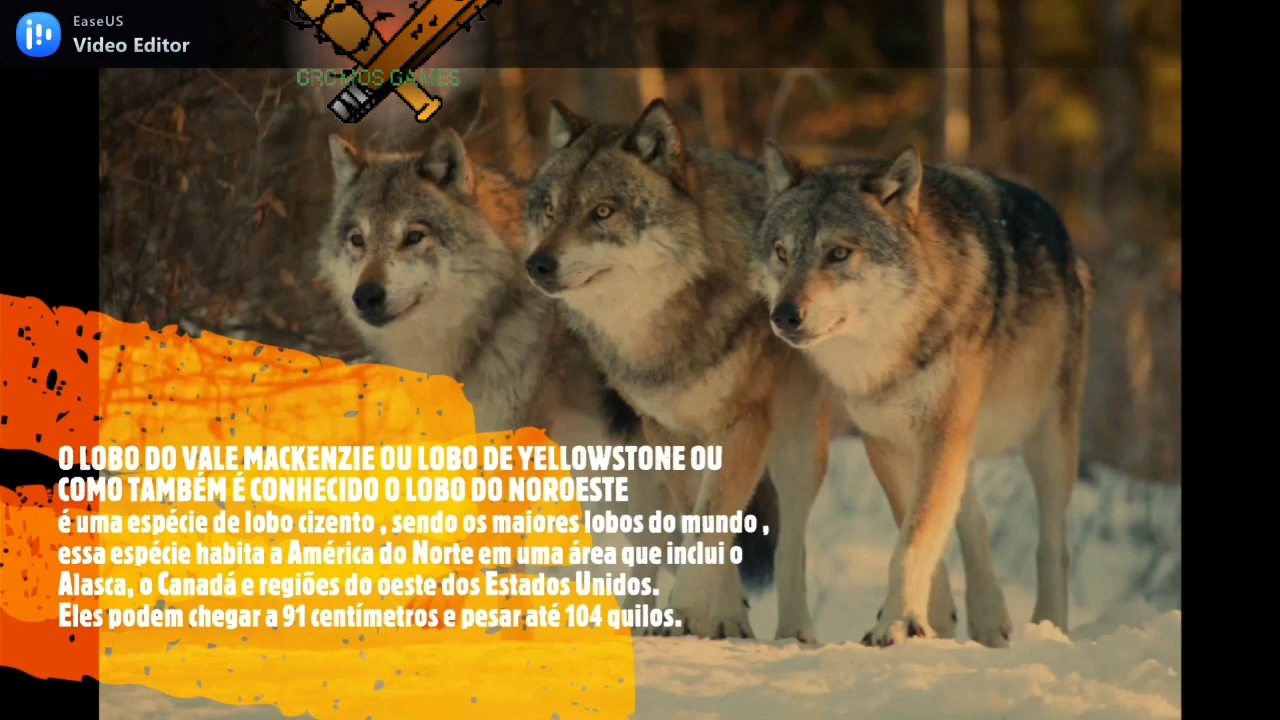 EaseUS
Video Editor
GROMOS GAMES
O LOBO DO VALE MACKENZIE OU LOBO DE YELLOWSTONE OU
COMO TAMBÉM É CONHECIDO O LOBO DO NOROESTE
é uma espécie de lobo cizento , sendo os maiores lobos do mundo ,
essa espécie habita a América do Norte em uma área que inclui o
Alasca, o Canadá e regiões do oeste dos Estados Unidos.
Eles podem chegar a 91 centímetros e pesar até 104 quilos.